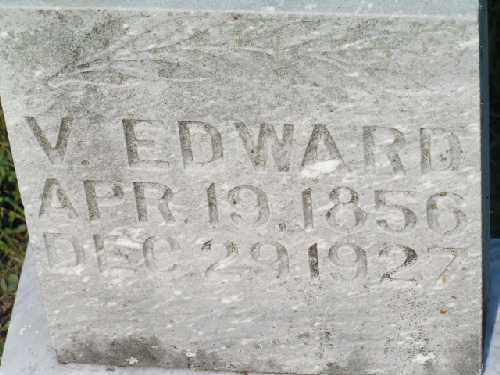 V. EDWARD
APR. 19, 1856
DEC. 29, 1927